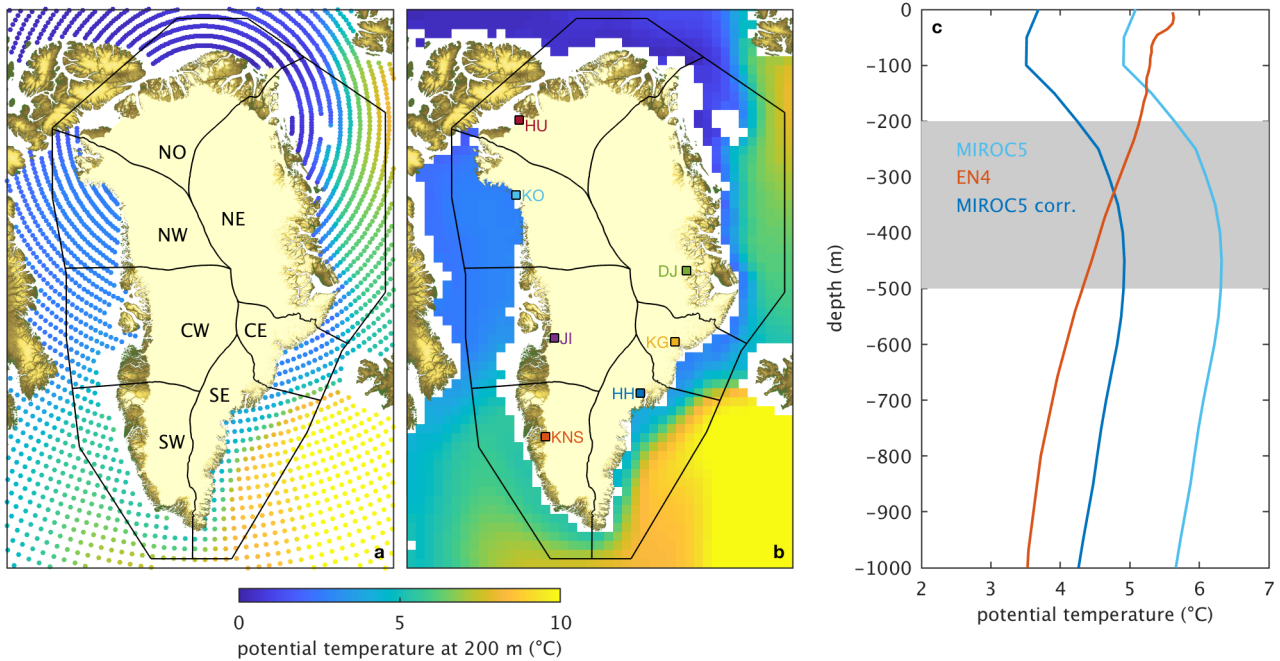 NO
NE
NW
CW
CE
SE
SW
a
HU
KO
DJ
JI
KG
HH
KNS
b
0
5
10
potential temperature at 200 m (°C)
c
0
-100
-200
-300
-400
-500
-600
-700
-800
-900
-1000
depth (m)
MIROC5
EN4
MIROC5 corr.
2
3
4
5
6
7
potential temperature (°C)